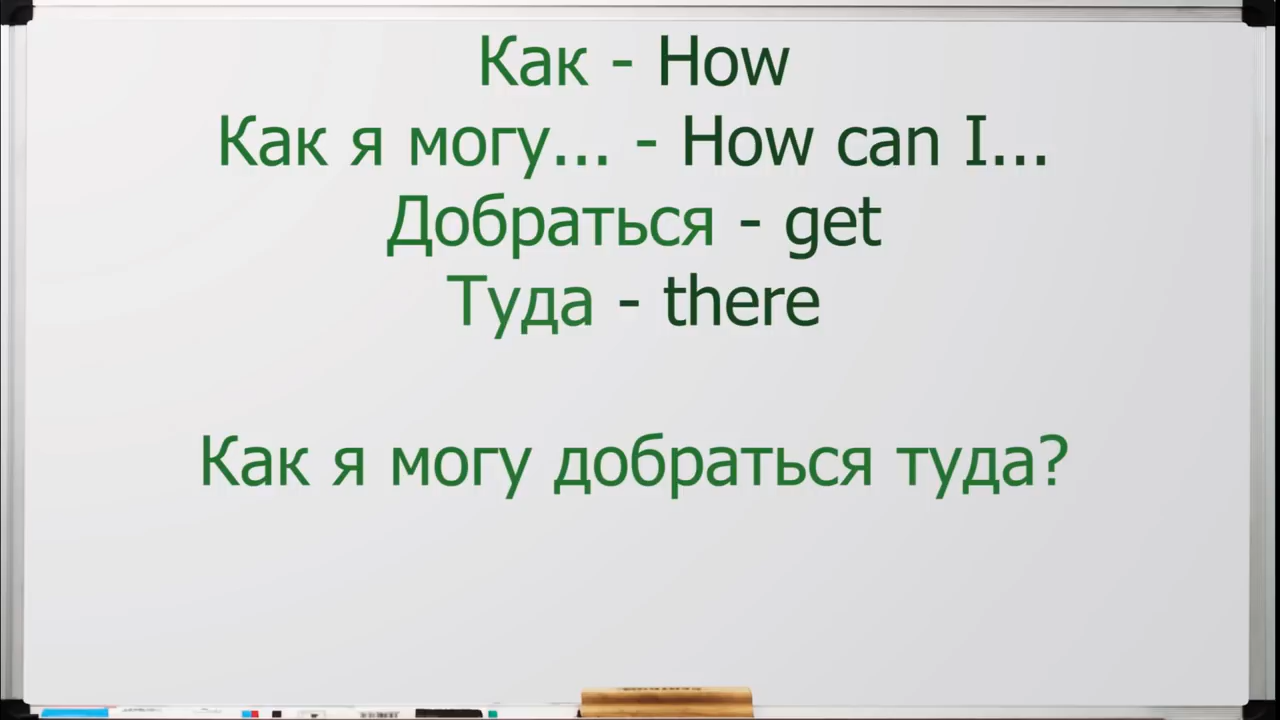 Как - How
Как я могу... - How can I...
Добраться - get
Туда - there
Как я могу добраться туда?